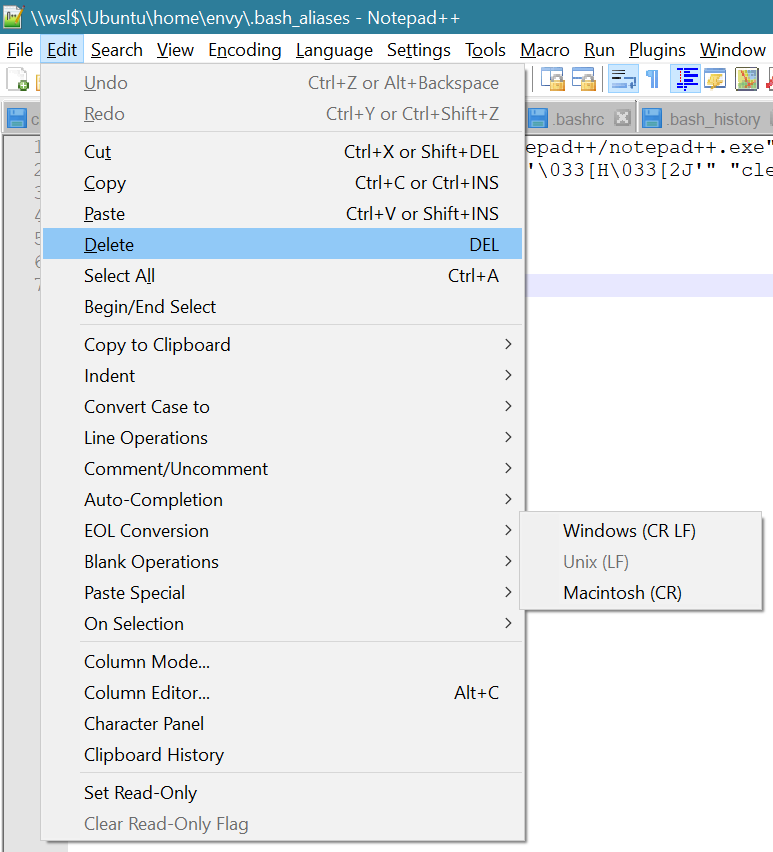 \\wsl$\Ubuntu\home\envy\.bash_aliases - Notepad++
File Edit Search View Encoding Language Settings Tools Macro Run Plugins Window
.bashrc .bash_history
Undo Ctrl+Z or Alt+Backspace
Redo Ctrl+Y or Ctrl+Shift+Z
Cut Ctrl+X or Shift+DEL
epad++/notepad++.exe"
Copy Ctrl+C or Ctrl+INS
'\033[H\033[2J'" "cle
Paste Ctrl+V or Shift+INS
Delete DEL
Select All Ctrl+A
Begin/End Select
Copy to Clipboard
Indent
Convert Case to
Line Operations
Comment/Uncomment
Auto-Completion
EOL Conversion
Windows (CR LF)
Blank Operations
Unix (LF)
Paste Special
Macintosh (CR)
On Selection
Column Mode...
Column Editor... Alt+C
Character Panel
Clipboard History
Set Read-Only
Clear Read-Only Flag